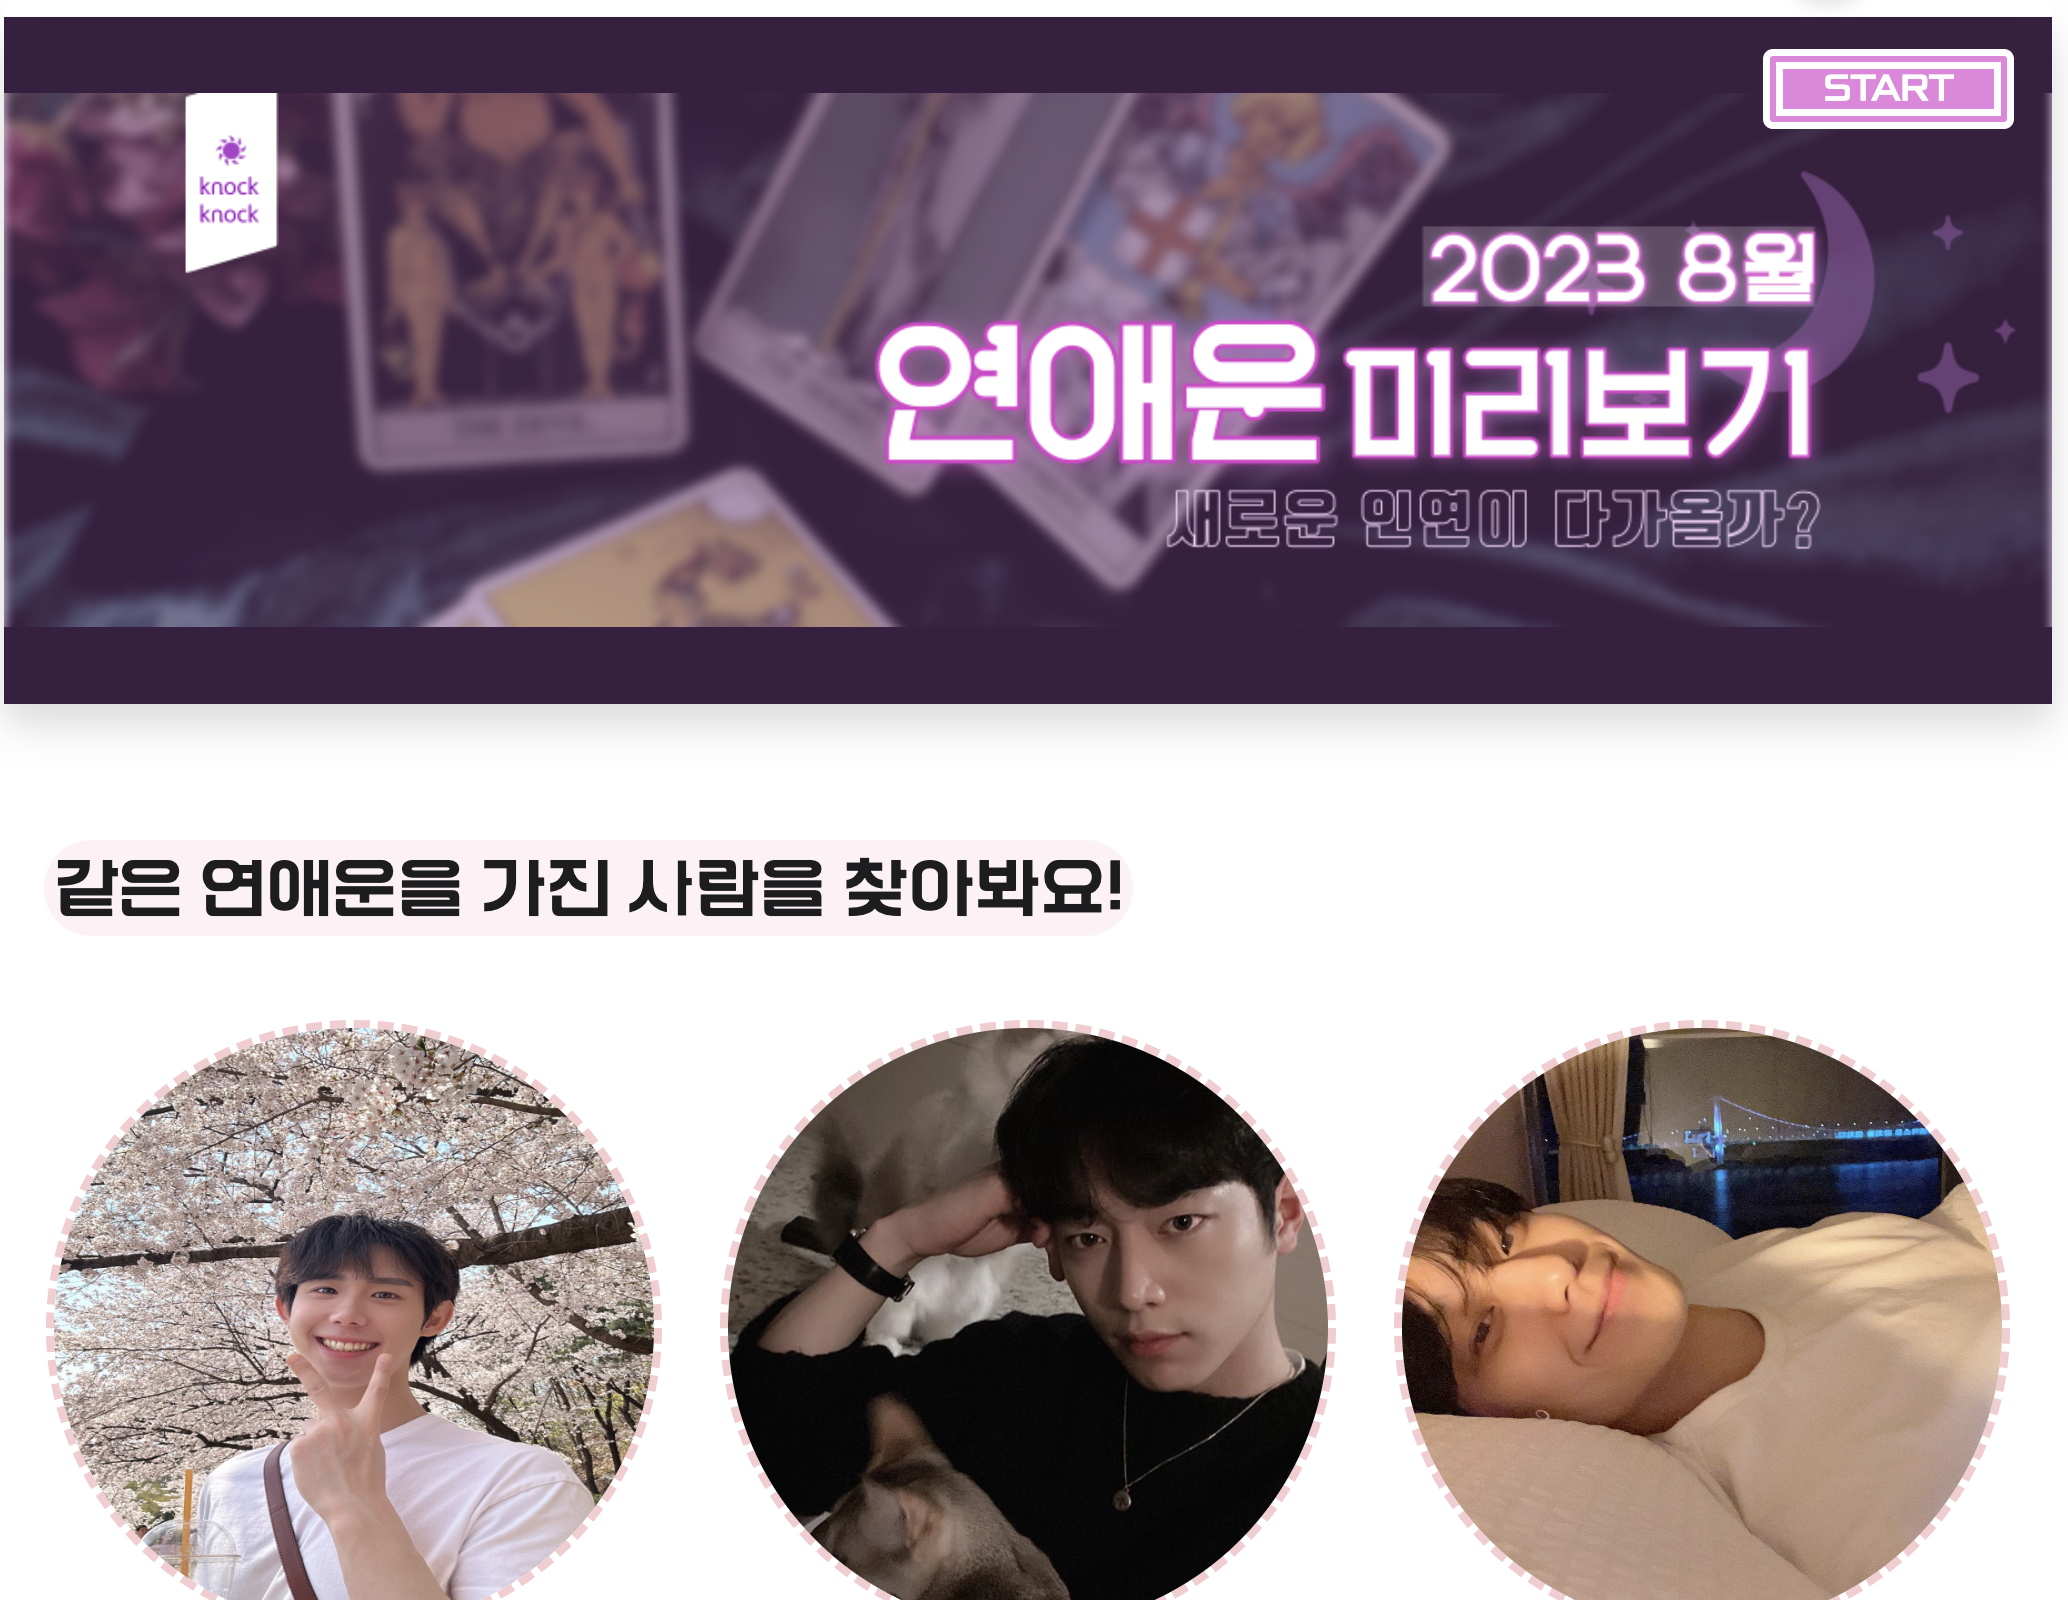 START
knock
knock
2023 8월
연애운 미리보기
새로운 인연이 다가올까?
같은 연애운을 가진 사람을 찾아봐요!